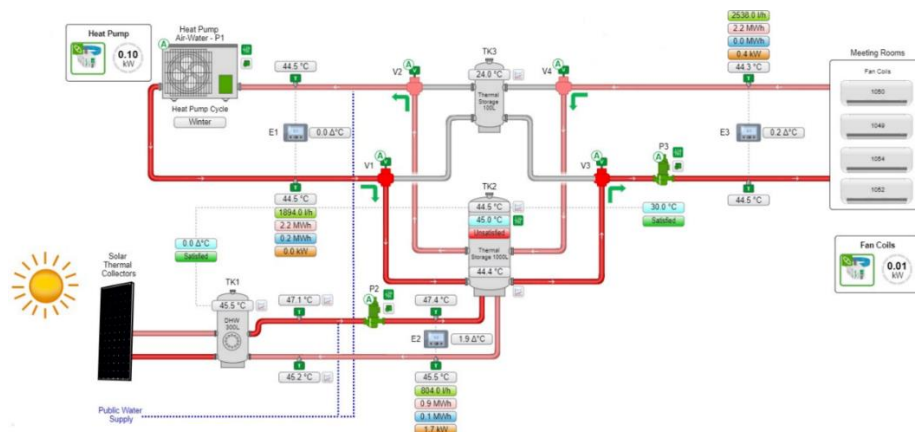 Heat Pump
0.10
kW
Heat Pump
Air-Water - P1
A
Heat Pump Cycle
Winter
44.5 °C
E1
0.0 Δ°C
44.5 °C
1894.0 l/h
2.2 MWh
0.2 MWh
0.0 kW
V2
A
TK3
24.0 °C
Thermal
Storage
100L
V4
A
V1
A
V3
A
TK2
44.5 °C
45.0 °C
Unsatisfied
Thermal
Storage 1000L
44.4 °C
P3
A
30.0 °C
Satisfied
2538.0 l/h
2.2 MWh
0.0 MWh
0.4 kW
44.3 °C
E3
0.2 Δ°C
44.5 °C
Meeting Rooms
Fan Coils
1050
1049
1054
1052
Fan Coils
0.01
kW
0.0 Δ°C
Satisfied
Solar
Thermal
Collectors
TK1
45.5 °C
DHW
300L
47.1 °C
P2
A
47.4 °C
E2
1.9 Δ°C
45.2 °C
45.5 °C
804.0 l/h
0.9 MWh
0.1 MWh
1.7 kW
Public Water
Supply